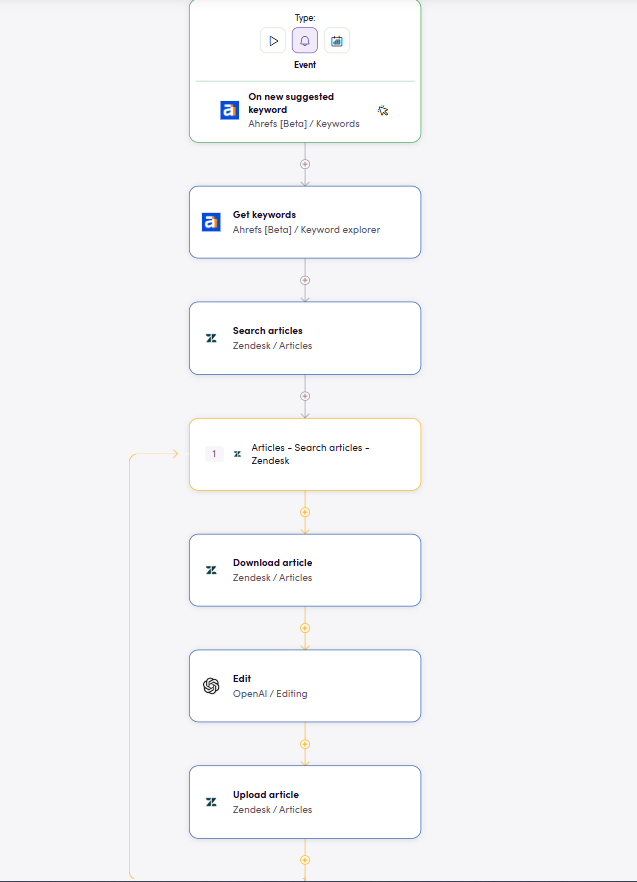 Type:
Event
On new suggested
keyword
Ahrefs [Beta] / Keywords
Get keywords
Ahrefs [Beta] / Keyword explorer
Search articles
Zendesk / Articles
1
Articles - Search articles -
Zendesk
Download article
Zendesk / Articles
Edit
OpenAI / Editing
Upload article
Zendesk / Articles